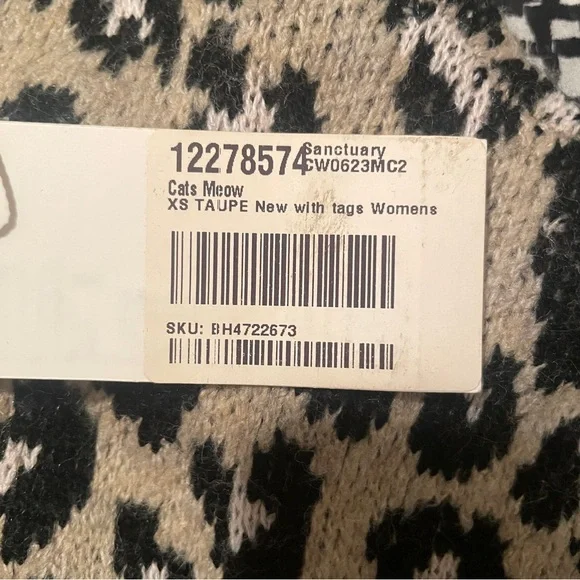 12278574 Sanctuary
CW0623MC2
Cats Meow
XS TAUPE New with tags Womens
SKU: BH4722673